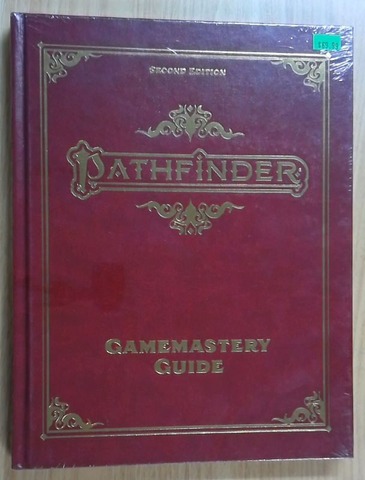 SECOND EDITION
PATHFINDER
GAMEMASTERY
GUIDE